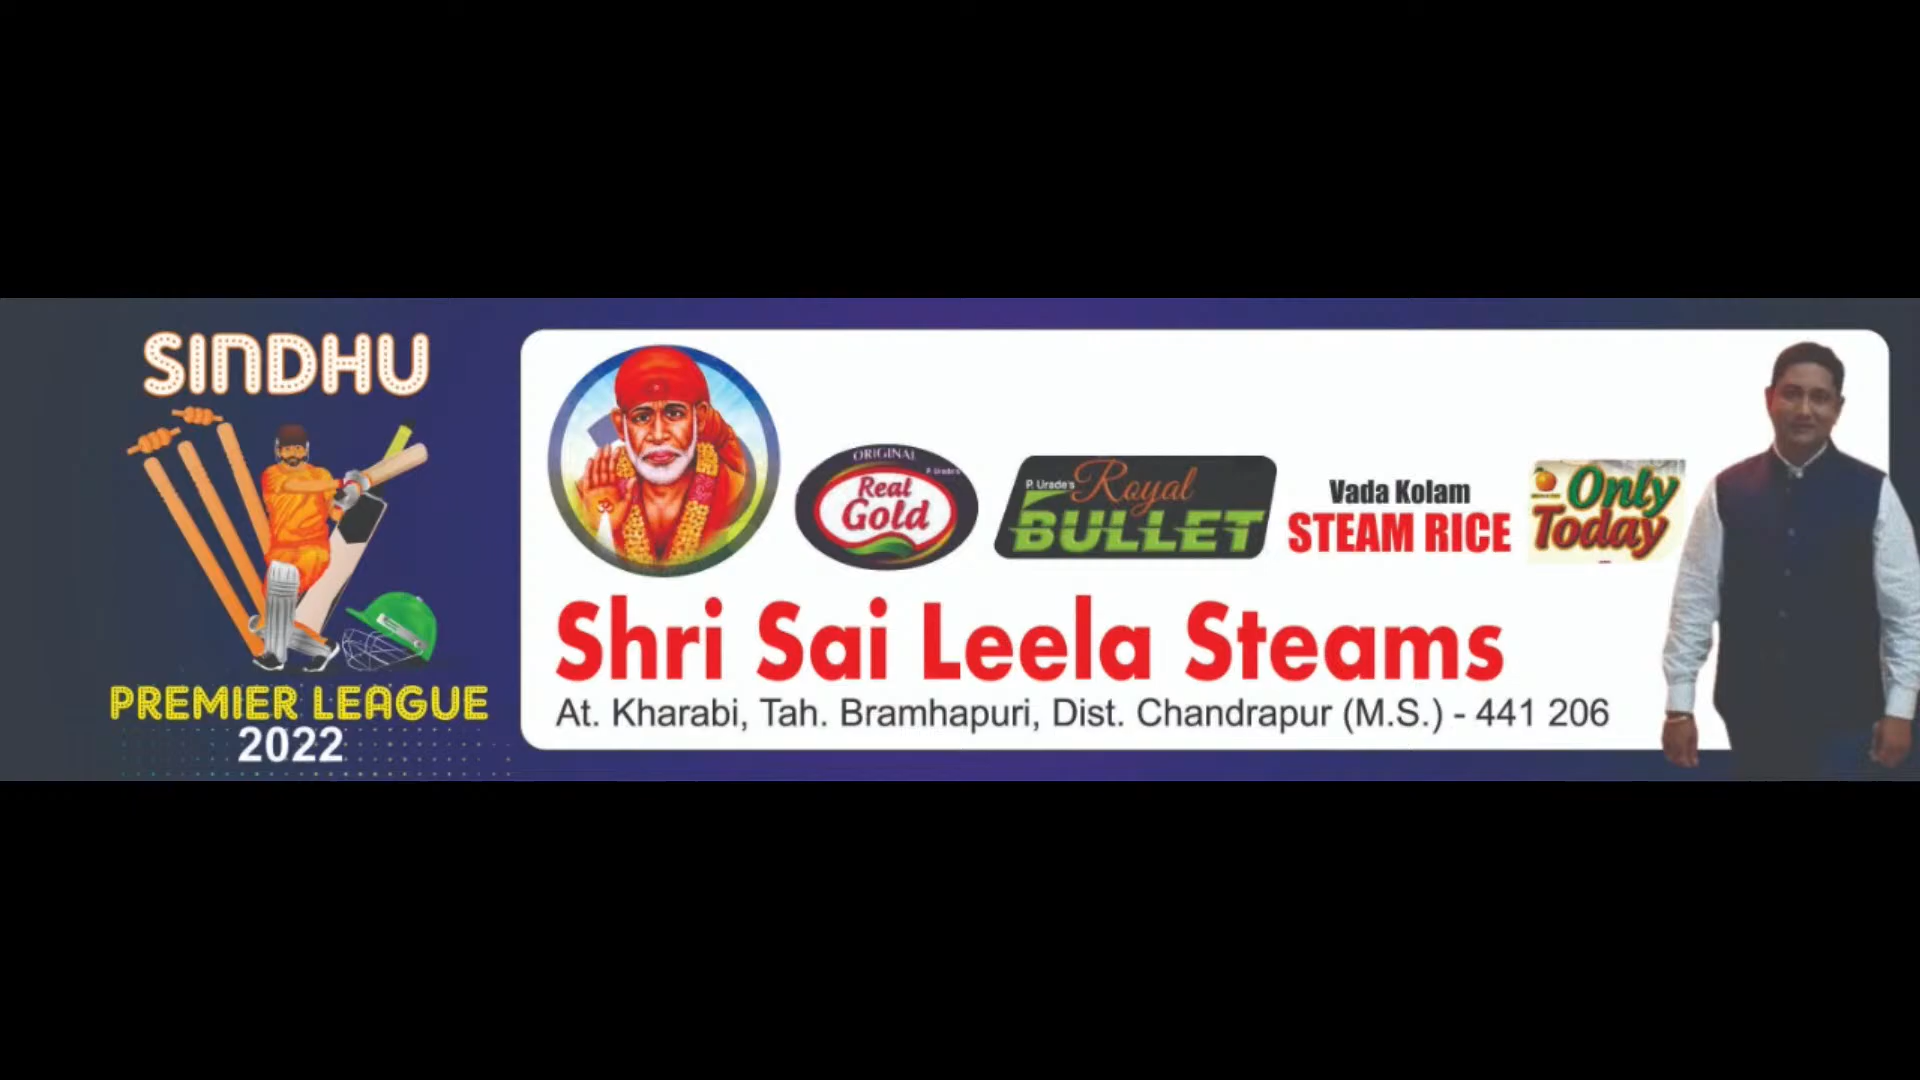 SINDHU
PREMIER LEAGUE
2022
ORIGINAL
P. Urade's
Real
Gold
P. Urade's
Royal
BULLET
Vada Kolam
STEAM RICE
Only
Today
Shri Sai Leela Steams
At. Kharabi, Tah. Bramhapuri, Dist. Chandrapur (M.S.) - 441 206